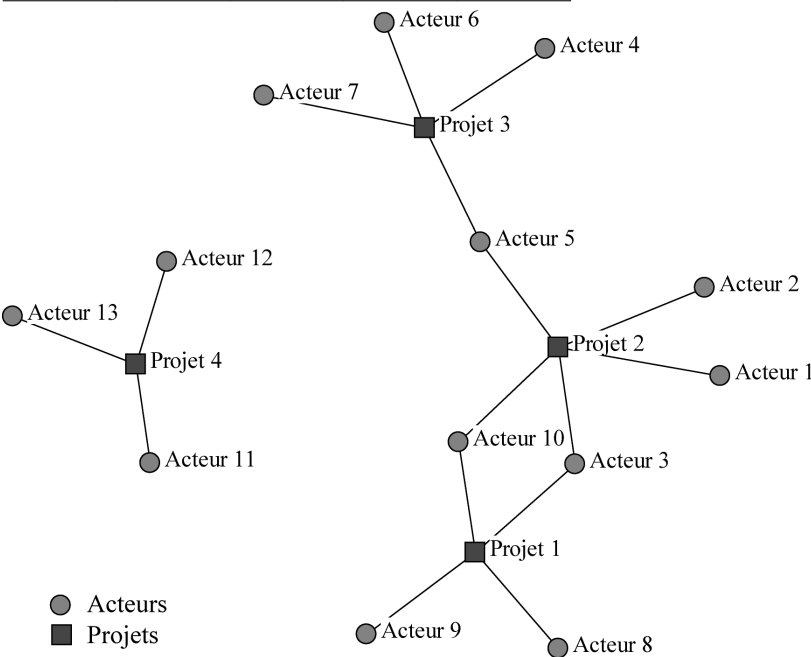 Acteur 6
Acteur 4
Acteur 7
Projet 3
Acteur 5
Acteur 12
Acteur 2
Acteur 13
Projet 2
Projet 4
Acteur 1
Acteur 10
Acteur 11
Acteur 3
Projet 1
Acteurs
Acteur 9
Projets
Acteur 8